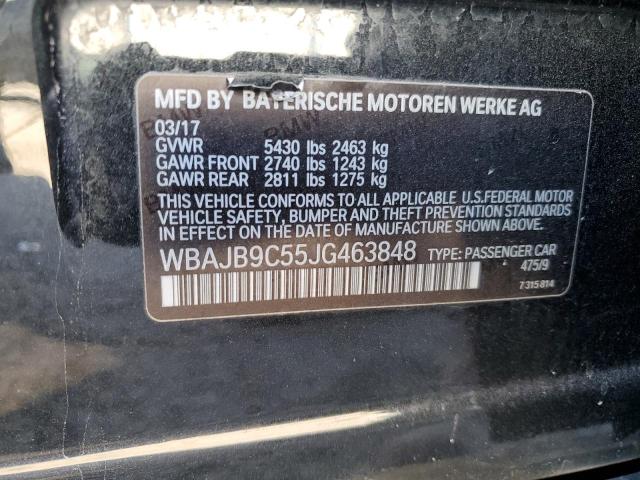 MFD BY BAYERISCHE MOTOREN WERKE AG
03/17
GVWR 5430 lbs 2463 kg
GAWR FRONT 2740 lbs 1243 kg
GAWR REAR 2811 lbs 1275 kg
THIS VEHICLE CONFORMS TO ALL APPLICABLE U.S.FEDERAL MOTOR
VEHICLE SAFETY, BUMPER AND THEFT PREVENTION STANDARDS
IN EFFECT ON THE DATE OF MANUFACTURE SHOWN ABOVE.
WBAJB9C55JG463848 TYPE: PASSENGER CAR
475/9
7 315 814